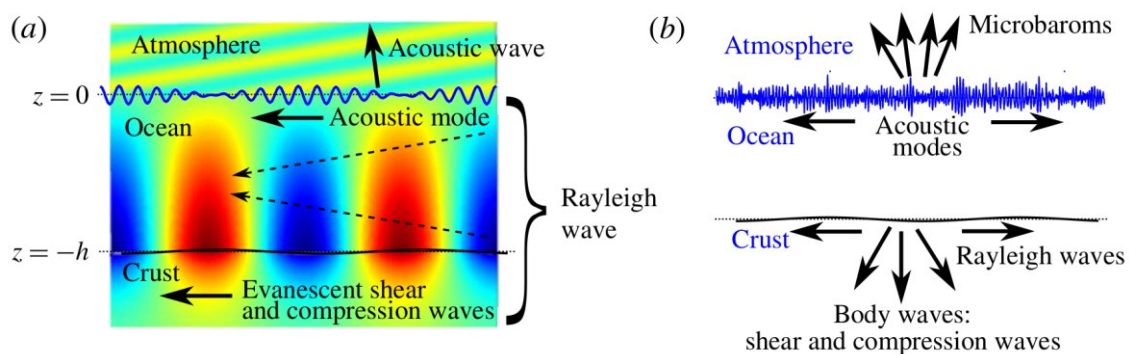 (a)
Atmosphere
Acoustic wave
z = 0
Ocean
Acoustic mode
Rayleigh
wave
z = −h
Crust
Evanescent shear
and compression waves
(b)
Microbaroms
Atmosphere
Ocean
Acoustic
modes
Crust
Rayleigh waves
Body waves:
shear and compression waves